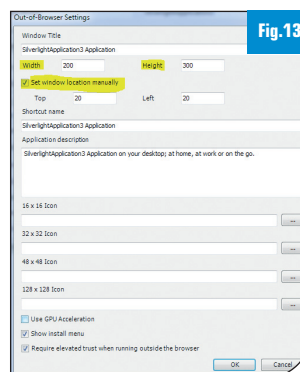 Out-of-Browser Settings
Fig.13
Window Title
SilverlightApplication3 Application
Width 200 Height 300
Set window location manually
Top 20 Left 20
Shortcut name
SilverlightApplication3 Application
Application description
SilverlightApplication3 Application on your desktop; at home, at work or on the go.
16 x 16 Icon
...
32 x 32 Icon
...
48 x 48 Icon
...
128 x 128 Icon
...
Use GPU Acceleration
Show install menu
Require elevated trust when running outside the browser
OK Cancel